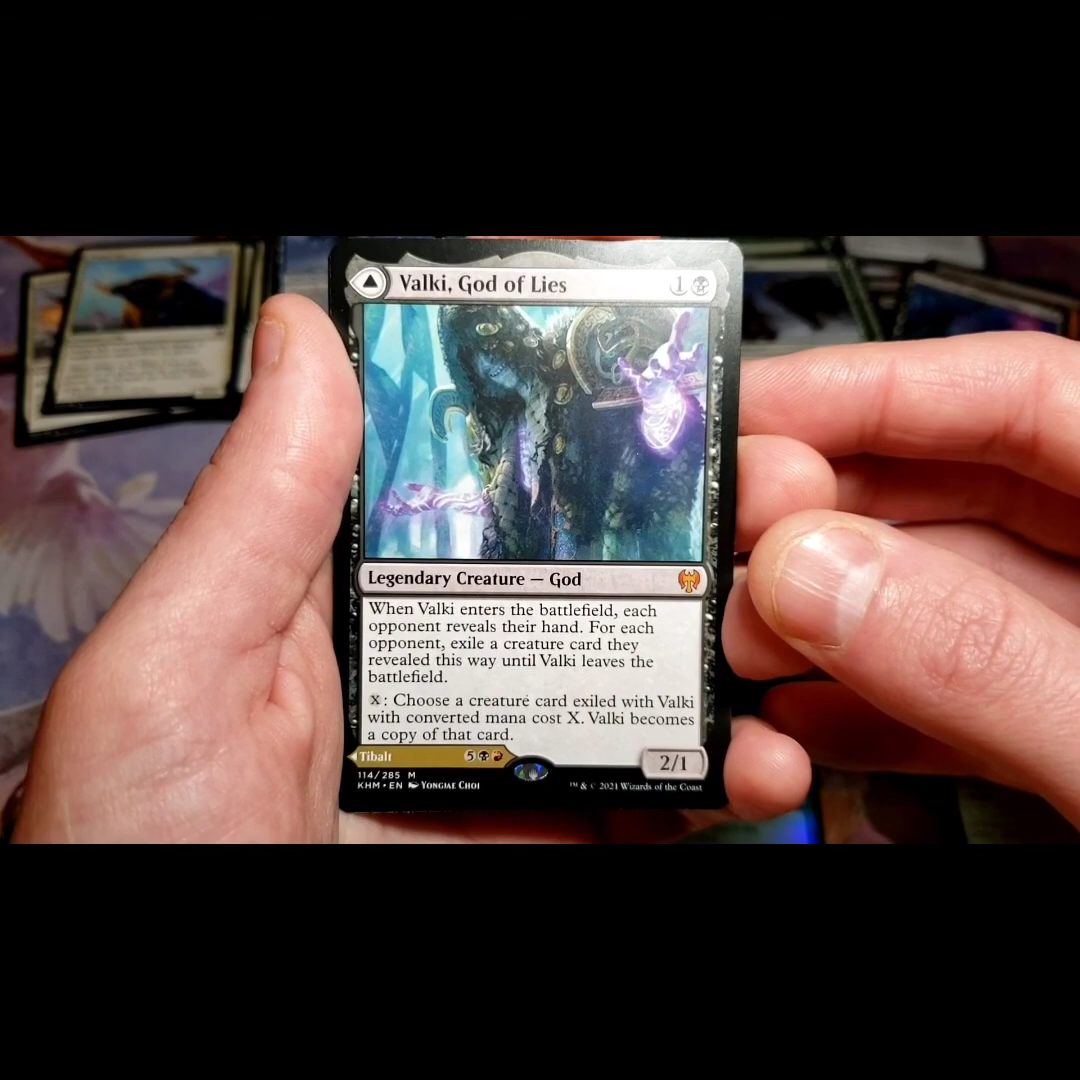 Valki, God of Lies 1
Legendary Creature — God
When Valki enters the battlefield, each
opponent reveals their hand. For each
opponent, exile a creature card they
revealed this way until Valki leaves the
battlefield.
X: Choose a creature card exiled with Valki
with converted mana cost X. Valki becomes
a copy of that card.
Tibalt 5
2/1
114/285 M
KHM • EN Yongjae Choi
™ & © 2021 Wizards of the Coast